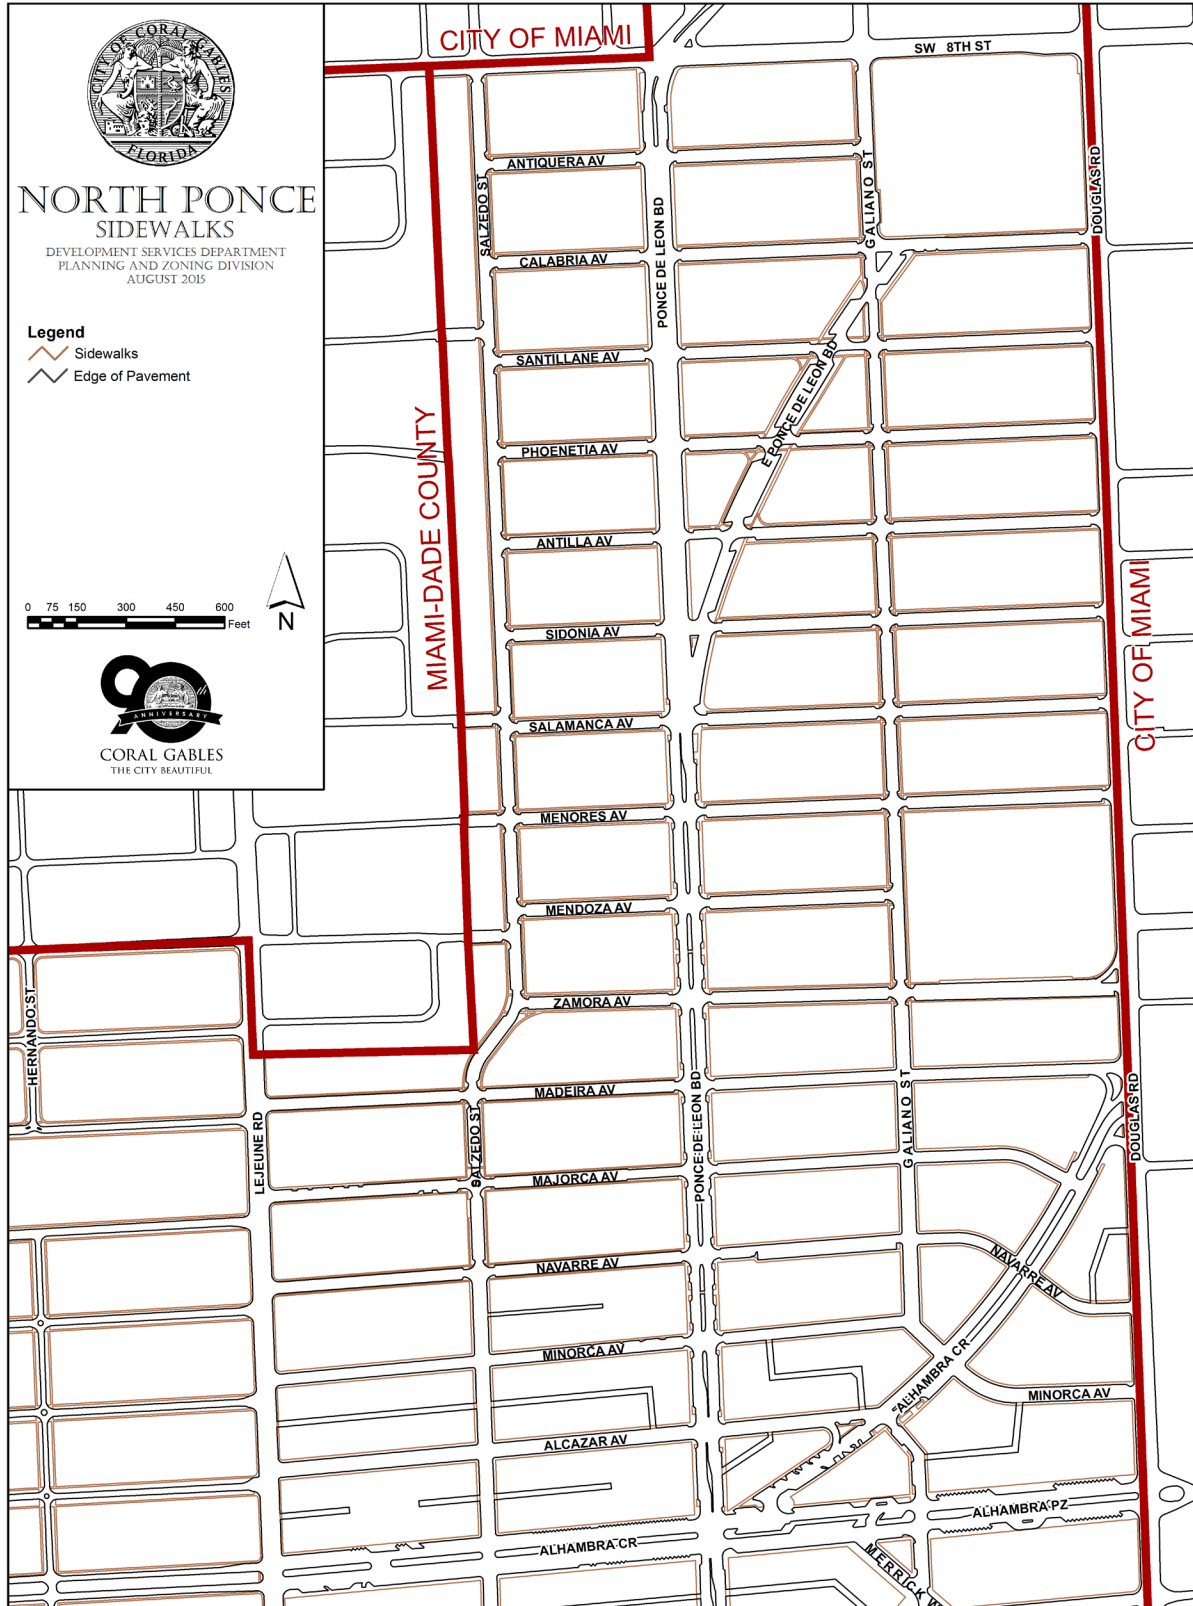 CITY OF CORAL GABLES
FLORIDA
NORTH PONCE
SIDEWALKS
DEVELOPMENT SERVICES DEPARTMENT
PLANNING AND ZONING DIVISION
AUGUST 2015
Legend
Sidewalks
Edge of Pavement
0 75 150 300 450 600
Feet
N
90th
ANNIVERSARY
CORAL GABLES
THE CITY BEAUTIFUL
CITY OF MIAMI
SW 8TH ST
ANTIQUERA AV
SALZEDO ST
PONCE DE LEON BD
GALIANO ST
DOUGLAS RD
CALABRIA AV
SANTILLANE AV
E PONCE DE LEON BD
MIAMI-DADE COUNTY
PHOENETIA AV
ANTILLA AV
SIDONIA AV
CITY OF MIAMI
SALAMANCA AV
MENORES AV
MENDOZA AV
HERNANDO ST
ZAMORA AV
MADEIRA AV
LEJEUNE RD
SALZEDO ST
PONCE DE LEON BD
GALIANO ST
DOUGLAS RD
MAJORCA AV
NAVARRE AV
NAVARRE AV
MINORCA AV
ALHAMBRA CR
MINORCA AV
ALCAZAR AV
ALHAMBRA PZ
ALHAMBRA CR
MERRICK W